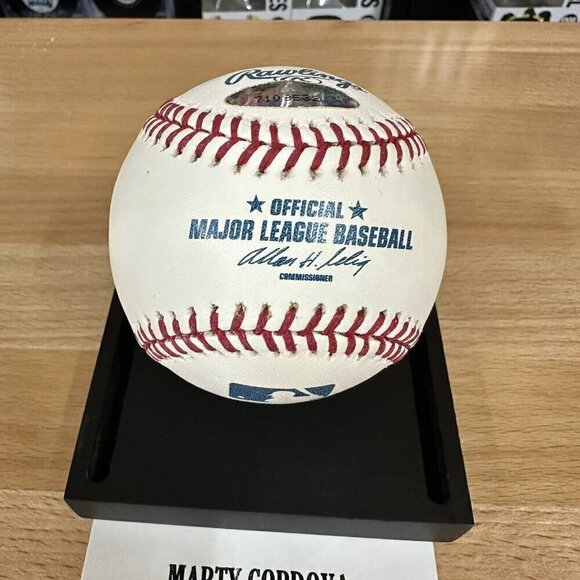 Rawlings
★ OFFICIAL ★
MAJOR LEAGUE BASEBALL
Allan H. Selig
COMMISSIONER
MARTY CORDOVA